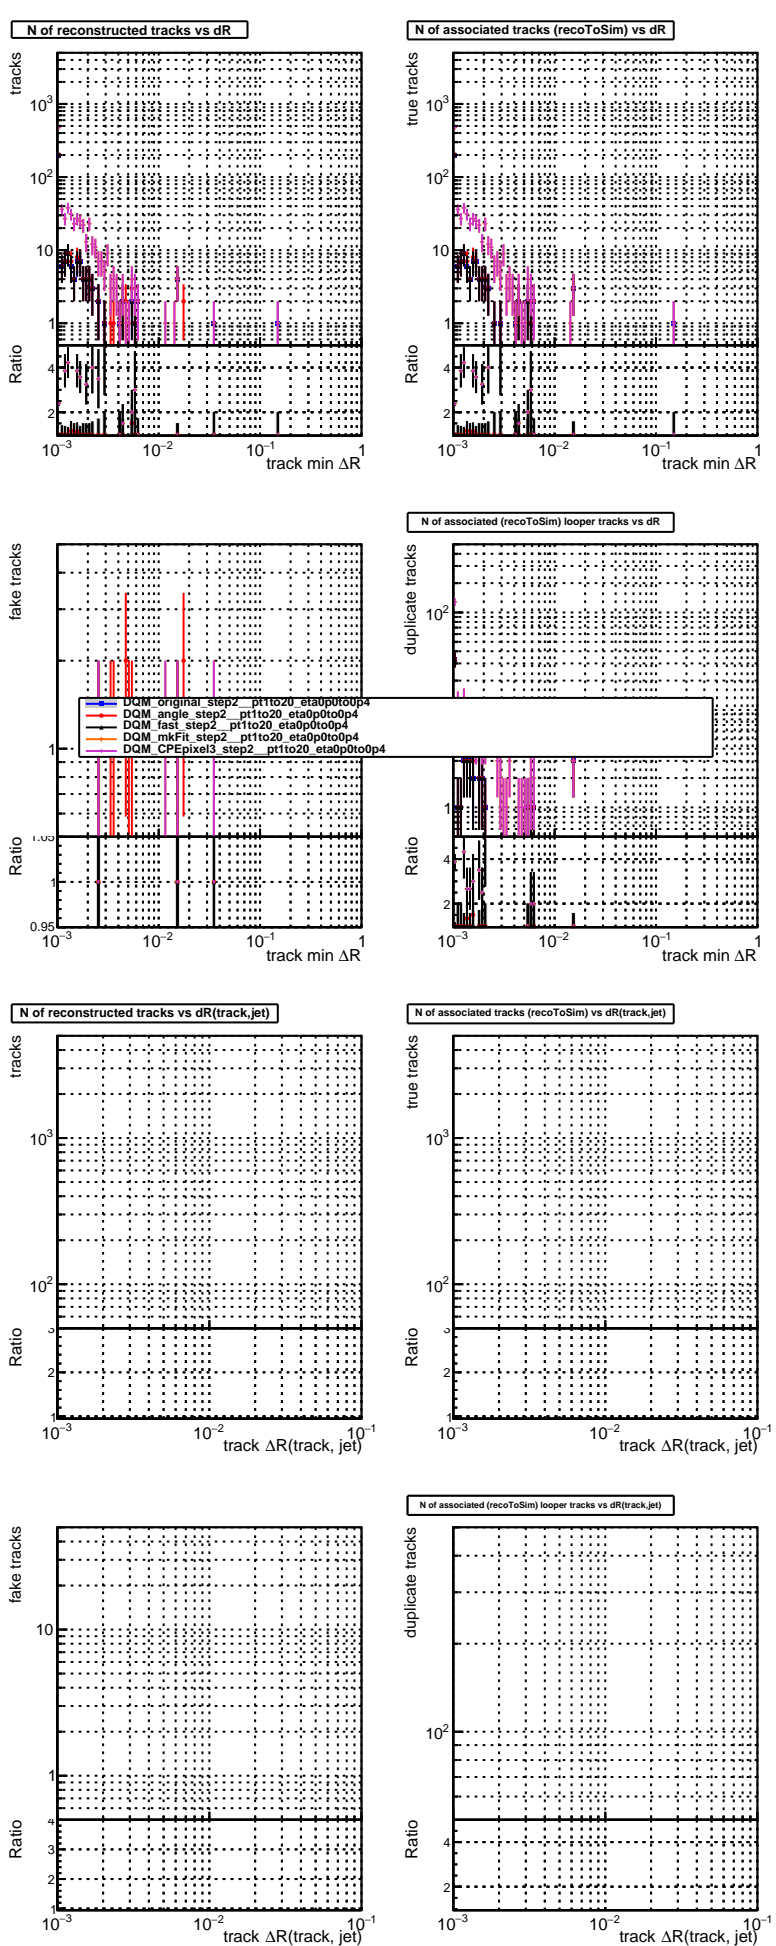 N of reconstructed tracks vs dR
tracks
10³
10²
10
1
Ratio
4
2
10⁻³ 10⁻² 10⁻¹ 1
track min ΔR
N of associated tracks (recoToSim) vs dR
true tracks
10³
10²
10
1
Ratio
4
2
10⁻³ 10⁻² 10⁻¹ 1
track min ΔR
fake tracks
1
Ratio
1.05
1
0.95
10⁻³ 10⁻² 10⁻¹ 1
track min ΔR
N of associated (recoToSim) looper tracks vs dR
duplicate tracks
10²
1
Ratio
4
2
10⁻³ 10⁻² 10⁻¹ 1
track min ΔR
DQM_original_step2__pt1to20_eta0p0to0p4
DQM_angle_step2__pt1to20_eta0p0to0p4
DQM_fast_step2__pt1to20_eta0p0to0p4
DQM_mkFit_step2__pt1to20_eta0p0to0p4
DQM_CPEpixel3_step2__pt1to20_eta0p0to0p4
N of reconstructed tracks vs dR(track,jet)
tracks
10³
10²
Ratio
3
2
1
10⁻³ 10⁻² 10⁻¹
track ΔR(track, jet)
N of associated tracks (recoToSim) vs dR(track,jet)
true tracks
10³
10²
Ratio
3
2
1
10⁻³ 10⁻² 10⁻¹
track ΔR(track, jet)
fake tracks
10
1
Ratio
4
3
2
1
10⁻³ 10⁻² 10⁻¹
track ΔR(track, jet)
N of associated (recoToSim) looper tracks vs dR(track,jet)
duplicate tracks
10²
Ratio
4
2
10⁻³ 10⁻² 10⁻¹
track ΔR(track, jet)